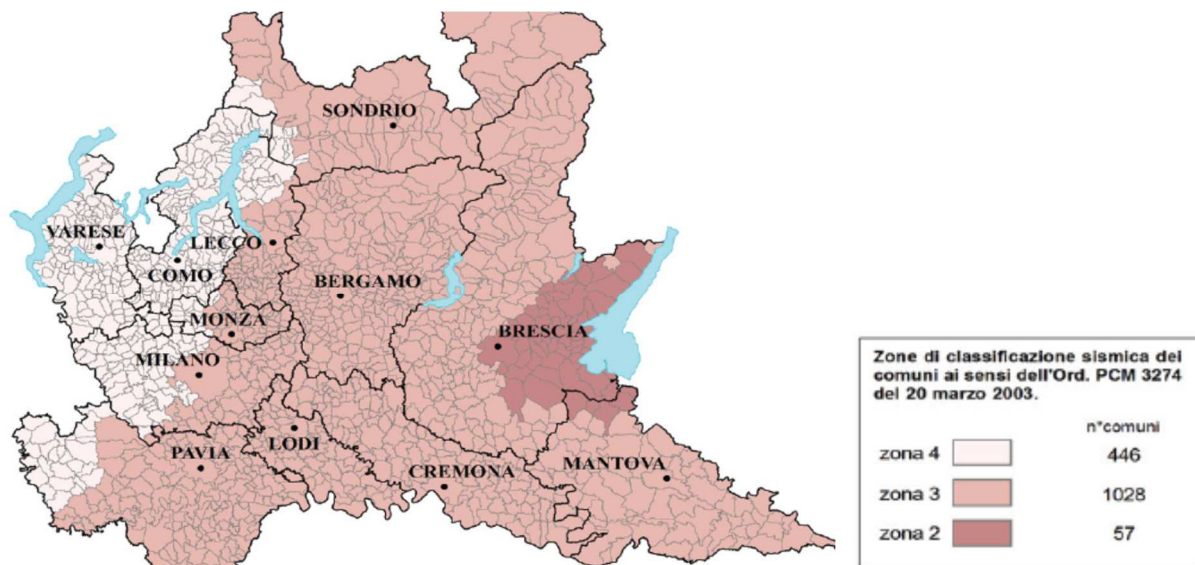 SONDRIO
VARESE
LECCO
COMO
BERGAMO
MONZA
BRESCIA
MILANO
LODI
PAVIA
CREMONA
MANTOVA
Zone di classificazione sismica dei
comuni ai sensi dell'Ord. PCM 3274
del 20 marzo 2003.
n°comuni
zona 4 446
zona 3 1028
zona 2 57